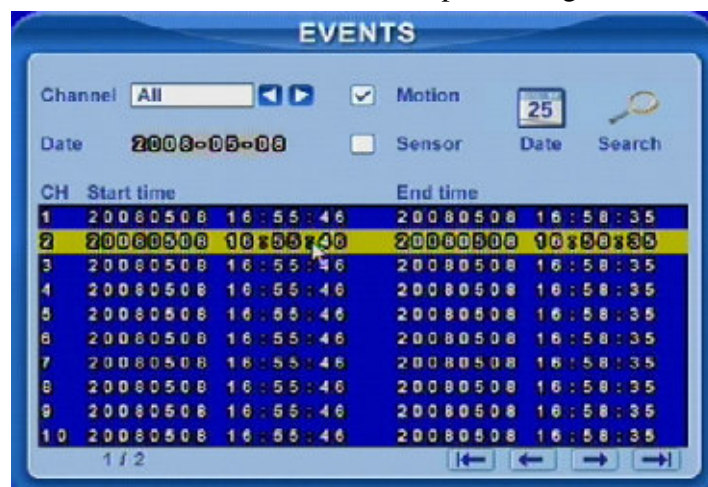 EVENTS
Channel All Motion 25
Date 2008-05-08 Sensor Date Search
CH Start time End time
1 20080508 16:55:46 20080508 16:58:35
2 20080508 16:55:46 20080508 16:58:35
3 20080508 16:55:46 20080508 16:58:35
4 20080508 16:55:46 20080508 16:58:35
5 20080508 16:55:46 20080508 16:58:35
6 20080508 16:55:46 20080508 16:58:35
7 20080508 16:55:46 20080508 16:58:35
8 20080508 16:55:46 20080508 16:58:35
9 20080508 16:55:46 20080508 16:58:35
10 20080508 16:55:46 20080508 16:58:35
1 / 2